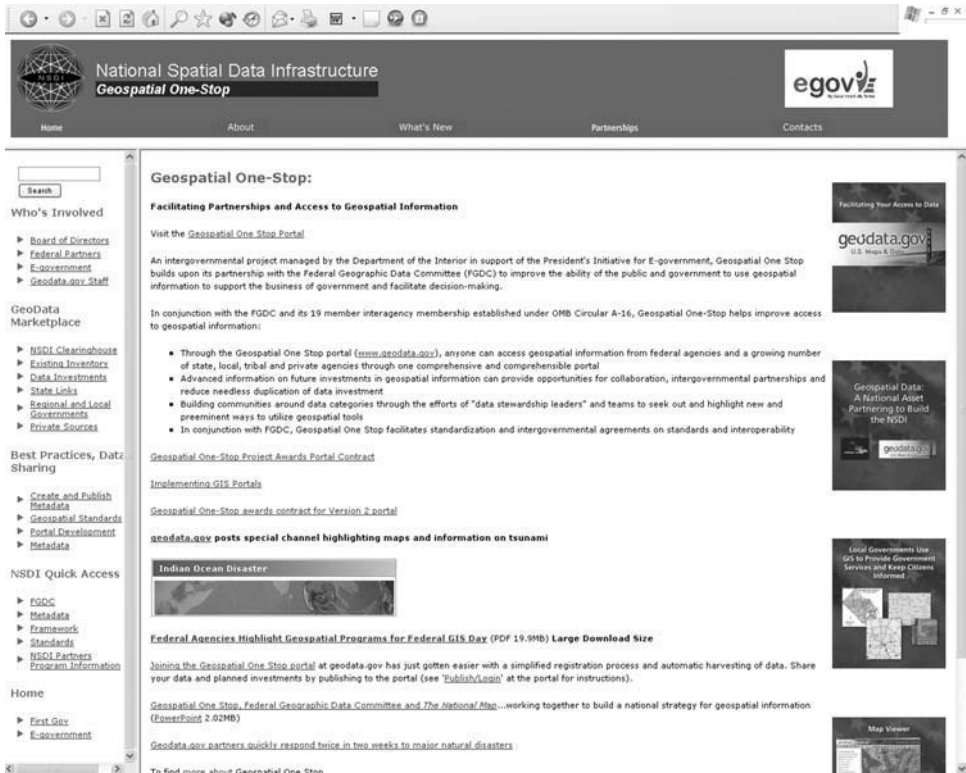 NSDI
National Spatial Data Infrastructure
Geospatial One-Stop
egov
Home
About
What's New
Partnerships
Contacts
Search
Who's Involved
Board of Directors
Federal Partners
E-government
Geodata.gov Staff
GeoData
Marketplace
NSDI Clearinghouse
Existing Inventory
Data Investments
State Links
Regional and Local
Governments
Private Sources
Best Practices, Data
Sharing
Create and Publish
Metadata
Geospatial Standards
Portal Development
Metadata
NSDI Quick Access
FGDC
Metadata
Framework
Standards
NSDI Partners
Program Information
Home
First Gov
E-government
Geospatial One-Stop:
Facilitating Partnerships and Access to Geospatial Information
Visit the Geospatial One Stop Portal
An intergovernmental project managed by the Department of the Interior in support of the President's Initiative for E-government, Geospatial One Stop
builds upon its partnership with the Federal Geographic Data Committee (FGDC) to improve the ability of the public and government to use geospatial
information to support the business of government and facilitate decision-making.
In conjunction with the FGDC and its 19 member interagency membership established under OMB Circular A-16, Geospatial One-Stop helps improve access
to geospatial information:
Through the Geospatial One Stop portal (www.geodata.gov), anyone can access geospatial information from federal agencies and a growing number
of state, local, tribal and private agencies through one comprehensive and comprehensible portal
Advanced information on future investments in geospatial information can provide opportunities for collaboration, intergovernmental partnerships and
reduce needless duplication of data investment
Building communities around data categories through the efforts of "data stewardship leaders" and teams to seek out and highlight new and
preeminent ways to utilize geospatial tools
In conjunction with FGDC, Geospatial One Stop facilitates standardization and intergovernmental agreements on standards and interoperability
Geospatial One-Stop Project Awards Portal Contract
Implementing GIS Portals
Geospatial One-Stop awards contract for Version 2 portal
geodata.gov posts special channel highlighting maps and information on tsunami
Indian Ocean Disaster
Federal Agencies Highlight Geospatial Programs for Federal GIS Day (PDF 19.9MB) Large Download Size
Joining the Geospatial One Stop portal at geodata.gov has just gotten easier with a simplified registration process and automatic harvesting of data. Share
your data and planned investments by publishing to the portal (see 'Publish/Login' at the portal for instructions).
Geospatial One Stop, Federal Geographic Data Committee and The National Map...working together to build a national strategy for geospatial information
(PowerPoint 2.02MB)
Geodata.gov partners quickly respond twice in two weeks to major natural disasters
To find more about Geospatial One Stop
Facilitating Your Access to Data
geodata.gov
U.S. Maps & Data
Geospatial Data:
A National Asset
Partnering to Build
the NSDI
geodata.gov
Local Governments Use
GIS to Provide Government
Services and Keep Citizens
Informed
Map Viewer